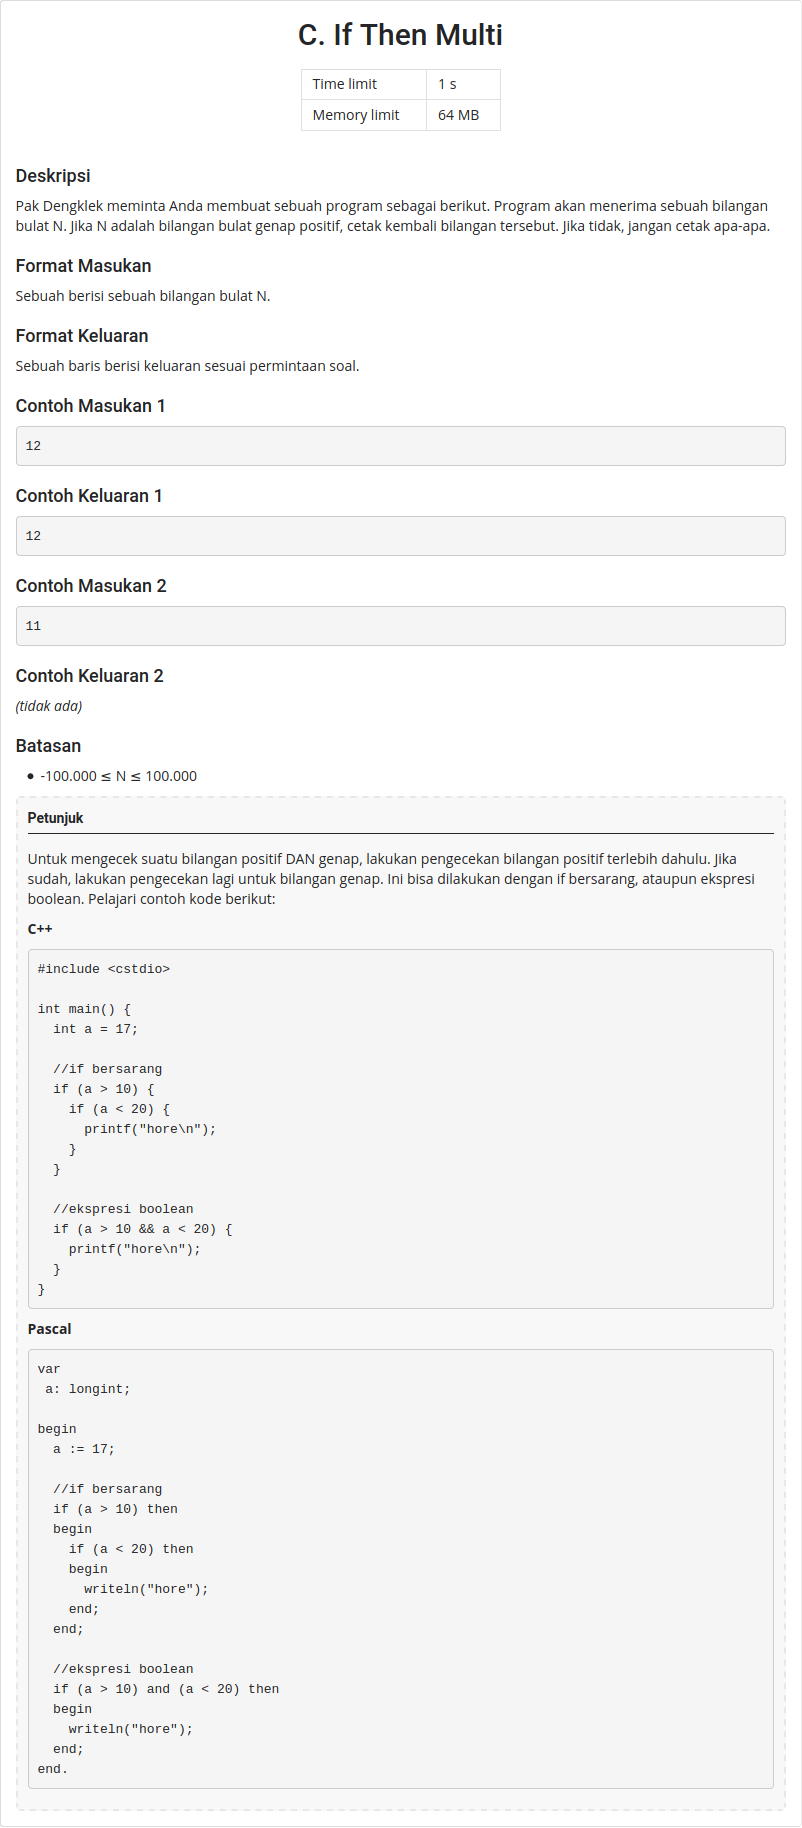 C. If Then Multi
Time limit 1 s
Memory limit 64 MB
Deskripsi
Pak Dengklek meminta Anda membuat sebuah program sebagai berikut. Program akan menerima sebuah bilangan
bulat N. Jika N adalah bilangan bulat genap positif, cetak kembali bilangan tersebut. Jika tidak, jangan cetak apa-apa.
Format Masukan
Sebuah berisi sebuah bilangan bulat N.
Format Keluaran
Sebuah baris berisi keluaran sesuai permintaan soal.
Contoh Masukan 1
12
Contoh Keluaran 1
12
Contoh Masukan 2
11
Contoh Keluaran 2
(tidak ada)
Batasan
• -100.000 ≤ N ≤ 100.000
Petunjuk
Untuk mengecek suatu bilangan positif DAN genap, lakukan pengecekan bilangan positif terlebih dahulu. Jika
sudah, lakukan pengecekan lagi untuk bilangan genap. Ini bisa dilakukan dengan if bersarang, ataupun ekspresi
boolean. Pelajari contoh kode berikut:
C++
#include <cstdio>
int main() {
  int a = 17;
  //if bersarang
  if (a > 10) {
    if (a < 20) {
      printf("hore\n");
    }
  }
  //ekspresi boolean
  if (a > 10 && a < 20) {
    printf("hore\n");
  }
}
Pascal
var
 a: longint;
begin
  a := 17;
  //if bersarang
  if (a > 10) then
  begin
    if (a < 20) then
    begin
      writeln("hore");
    end;
  end;
  //ekspresi boolean
  if (a > 10) and (a < 20) then
  begin
    writeln("hore");
  end;
end.